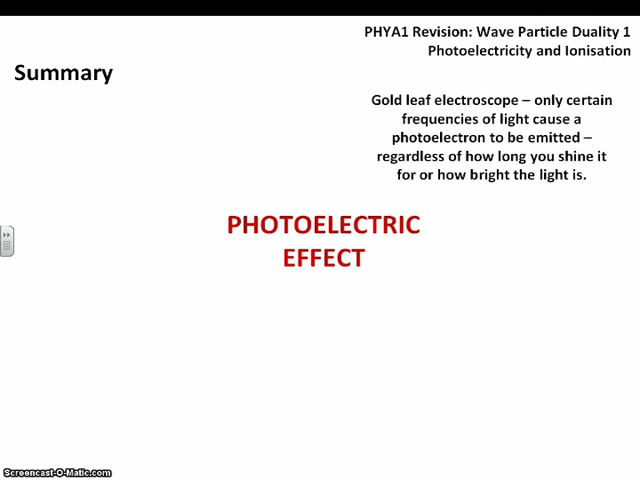 PHYA1 Revision: Wave Particle Duality 1
Photoelectricity and Ionisation
Summary
Gold leaf electroscope – only certain
frequencies of light cause a
photoelectron to be emitted –
regardless of how long you shine it
for or how bright the light is.
PHOTOELECTRIC
EFFECT
Screencast-O-Matic.com